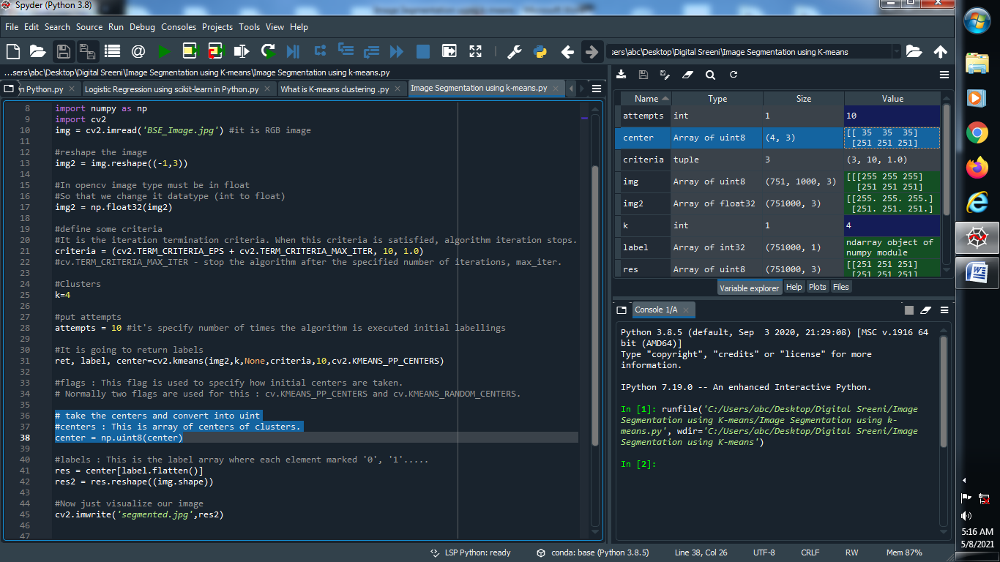 Spyder (Python 3.8)
File Edit Search Source Run Debug Consoles Projects Tools View Help
sers\abc\Desktop\Digital Sreeni\Image Segmentation using K-means
...sers\abc\Desktop\Digital Sreeni\Image Segmentation using K-means\Image Segmentation using k-means.py
n Python.py Logistic Regression using scikit-learn in Python.py What is K-means clustering .py Image Segmentation using k-means.py
8 import numpy as np
9 import cv2
10 img = cv2.imread('BSE_Image.jpg') #it is RGB image
11
12 #reshape the image
13 img2 = img.reshape((-1,3))
14
15 #In opencv image type must be in float
16 #So that we change it datatype (int to float)
17 img2 = np.float32(img2)
18
19 #define some criteria
20 #It is the iteration termination criteria. When this criteria is satisfied, algorithm iteration stops.
21 criteria = (cv2.TERM_CRITERIA_EPS + cv2.TERM_CRITERIA_MAX_ITER, 10, 1.0)
22 #cv.TERM_CRITERIA_MAX_ITER - stop the algorithm after the specified number of iterations, max_iter.
23
24 #Clusters
25 k=4
26
27 #put attempts
28 attempts = 10 #it's specify number of times the algorithm is executed initial labellings
29
30 #It is going to return labels
31 ret, label, center=cv2.kmeans(img2,k,None,criteria,10,cv2.KMEANS_PP_CENTERS)
32
33 #flags : This flag is used to specify how initial centers are taken.
34 # Normally two flags are used for this : cv.KMEANS_PP_CENTERS and cv.KMEANS_RANDOM_CENTERS.
35
36 # take the centers and convert into uint
37 #centers : This is array of centers of clusters.
38 center = np.uint8(center)
39
40 #labels : This is the label array where each element marked '0', '1'.....
41 res = center[label.flatten()]
42 res2 = res.reshape((img.shape))
43
44 #Now just visualize our image
45 cv2.imwrite('segmented.jpg',res2)
46
47
Name Type Size Value
attempts int 1 10
center Array of uint8 (4, 3) [[ 35 35 35]
[251 251 251]
criteria tuple 3 (3, 10, 1.0)
img Array of uint8 (751, 1000, 3) [[[255 255 255]
[251 251 251]
img2 Array of float32 (751000, 3) [[255. 255. 255.]
[251. 251. 251.]
k int 1 4
label Array of int32 (751000, 1) ndarray object of
numpy module
res Array of uint8 (751000, 3) [[251 251 251]
[251 251 251]
Variable explorer Help Plots Files
Console 1/A
Python 3.8.5 (default, Sep 3 2020, 21:29:08) [MSC v.1916 64
bit (AMD64)]
Type "copyright", "credits" or "license" for more
information.
IPython 7.19.0 -- An enhanced Interactive Python.
In [1]: runfile('C:/Users/abc/Desktop/Digital Sreeni/Image
Segmentation using K-means/Image Segmentation using k-
means.py', wdir='C:/Users/abc/Desktop/Digital Sreeni/Image
Segmentation using K-means')
In [2]:
LSP Python: ready conda: base (Python 3.8.5) Line 38, Col 26 UTF-8 CRLF RW Mem 87%
5:16 AM
5/8/2021